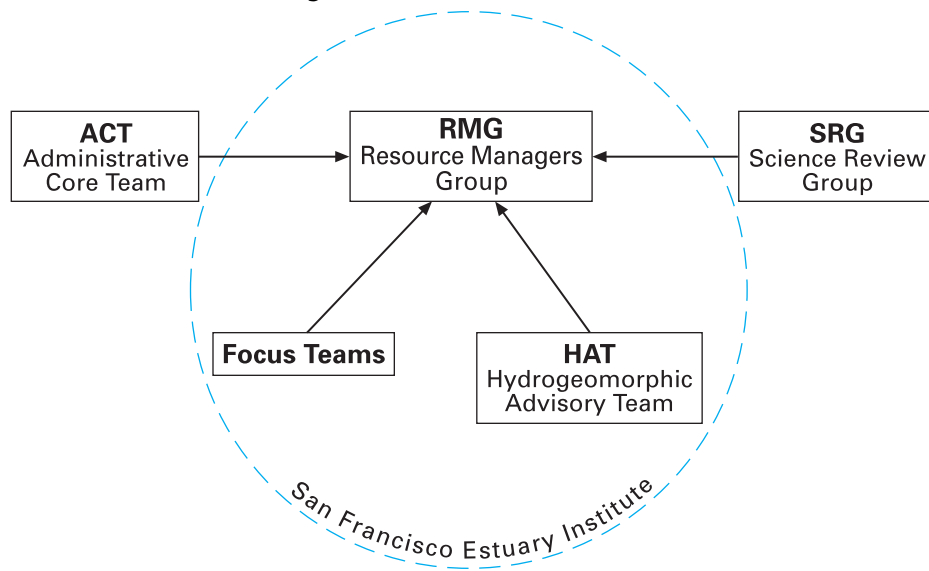 ACT
Administrative
Core Team
RMG
Resource Managers
Group
SRG
Science Review
Group
Focus Teams
HAT
Hydrogeomorphic
Advisory Team
San Francisco Estuary Institute